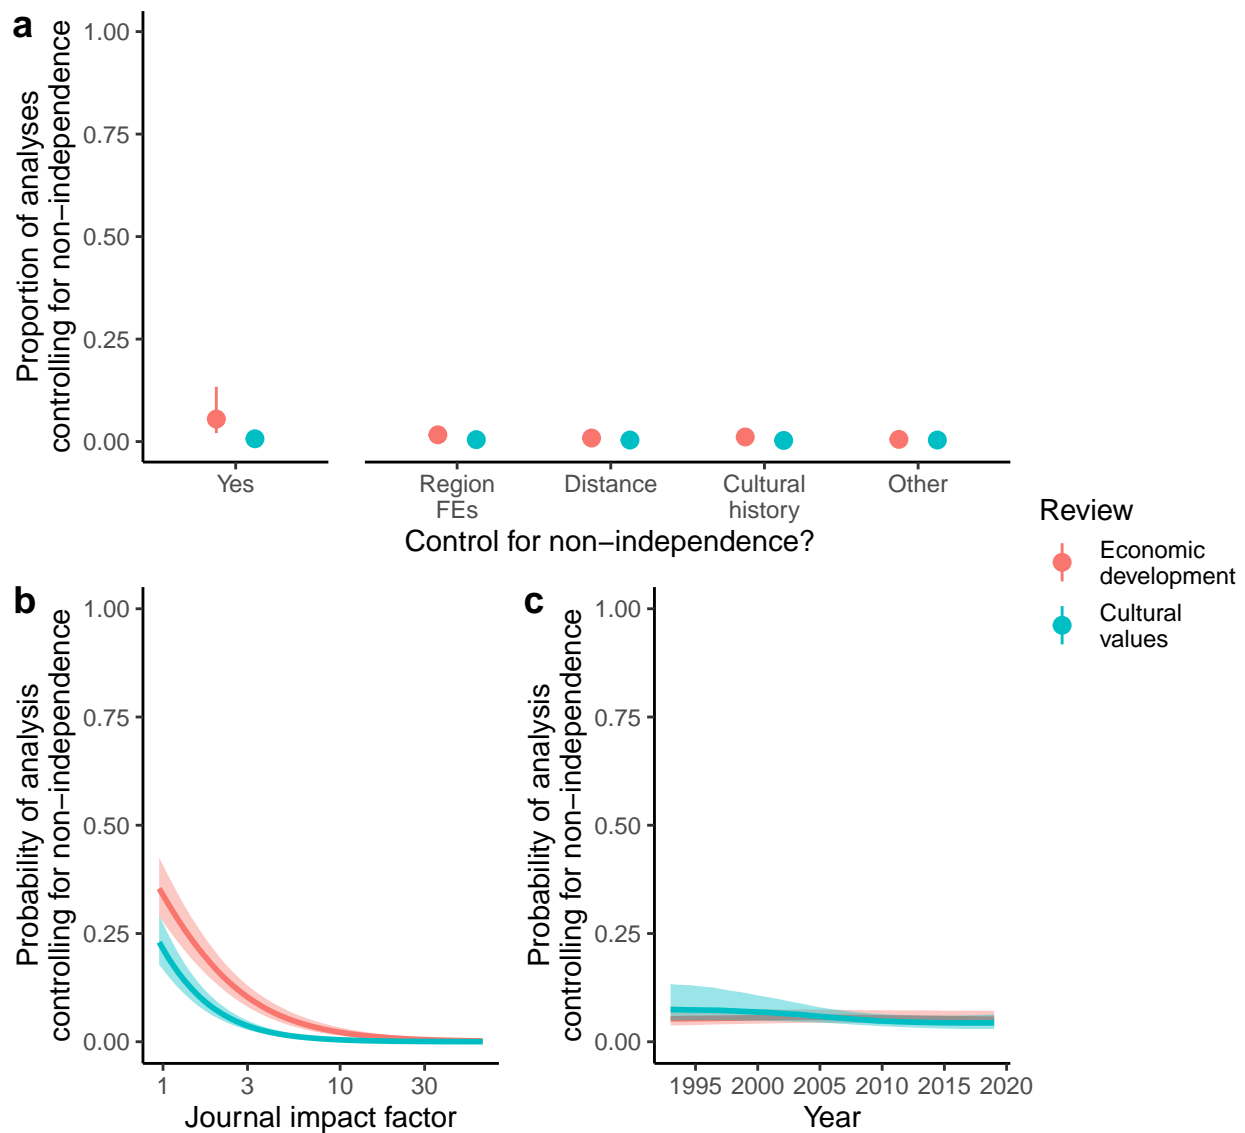 a
Proportion of analyses
controlling for non−independence
1.00
0.75
0.50
0.25
0.00
Yes
Region
FEs
Distance
Cultural
history
Other
Control for non−independence?
Review
Economic
development
Cultural
values
b
Probability of analysis
controlling for non−independence
1.00
0.75
0.50
0.25
0.00
1 3 10 30
Journal impact factor
c
Probability of analysis
controlling for non−independence
1.00
0.75
0.50
0.25
0.00
1995 2000 2005 2010 2015 2020
Year